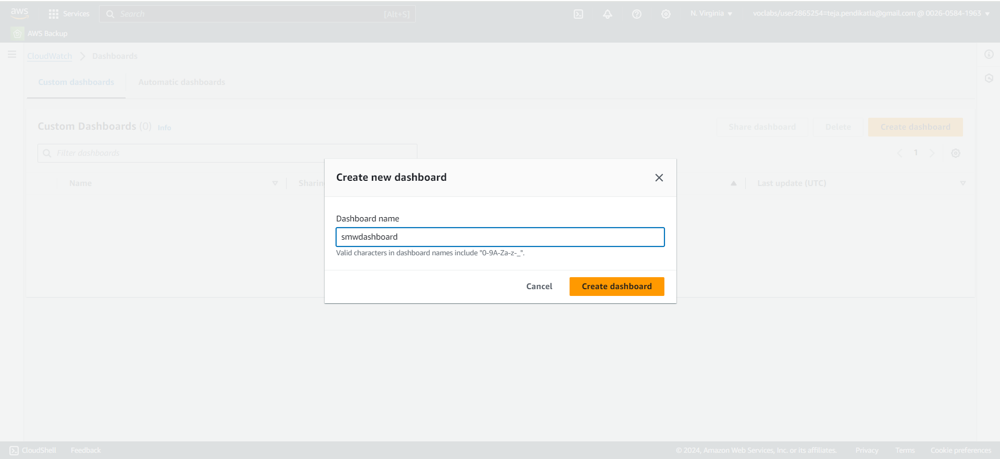 aws Services Search [Alt+S] N. Virginia voclabs/user2865254=teja.pendikatla@gmail.com @ 0026-0584-1963
AWS Backup
CloudWatch Dashboards
Custom dashboards Automatic dashboards
Custom Dashboards (0) Info Share dashboard Delete Create dashboard
Filter dashboards 1
Name Sharin Last update (UTC)
Create new dashboard
Dashboard name
smwdashboard
Valid characters in dashboard names include "0-9A-Za-z-_".
Cancel Create dashboard
CloudShell Feedback © 2024, Amazon Web Services, Inc. or its affiliates. Privacy Terms Cookie preferences